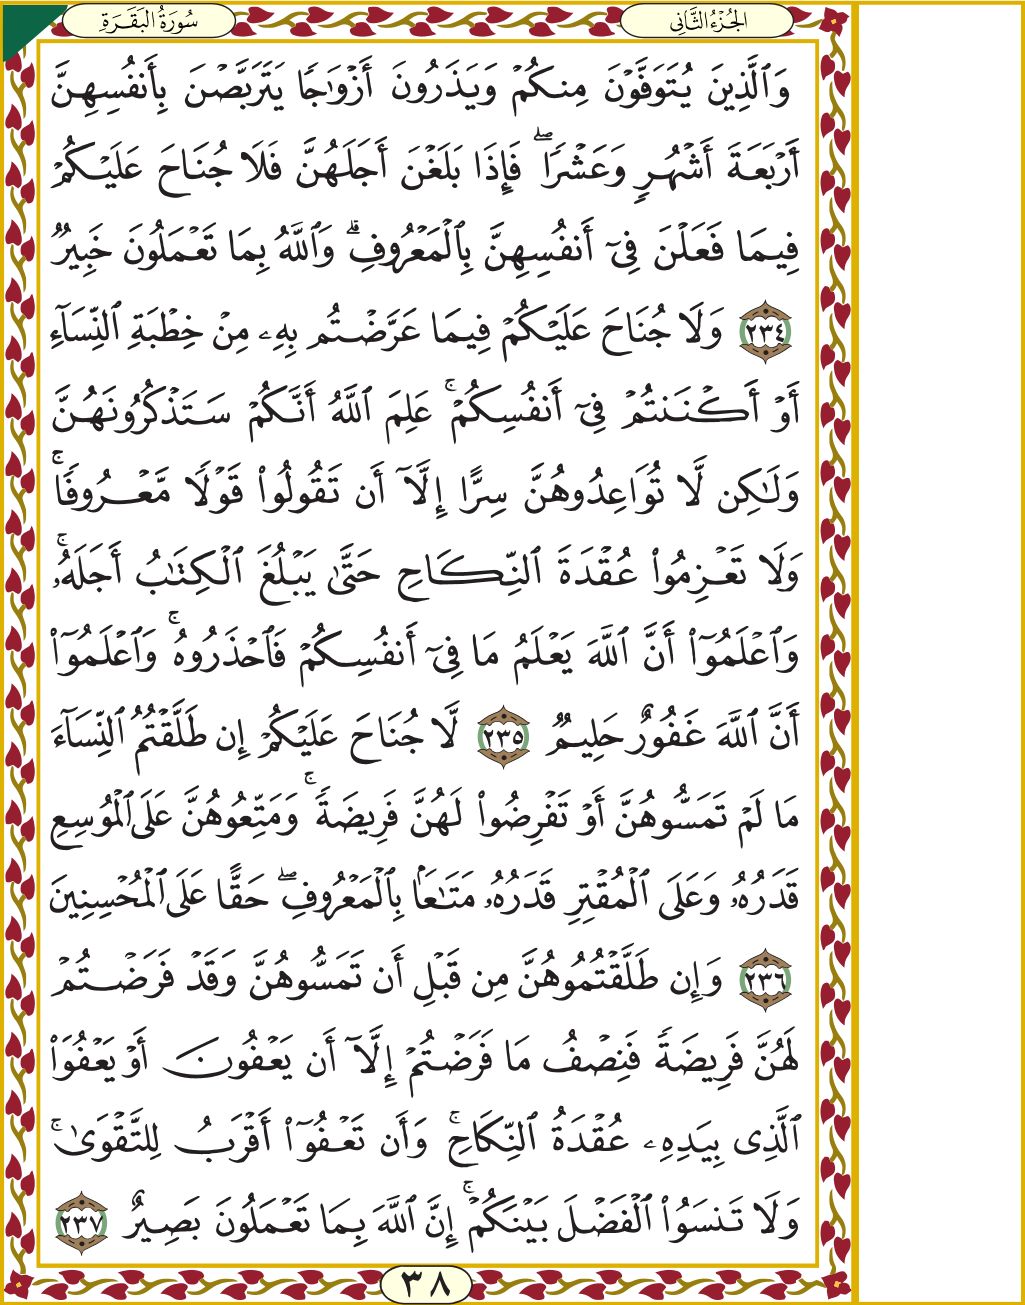 سُورَةُ الْبَقَرَةِ
الجُزْءُ الثَّانِي
وَٱلَّذِينَ يُتَوَفَّوۡنَ مِنكُمۡ وَيَذَرُونَ أَزۡوَٰجٗا يَتَرَبَّصۡنَ بِأَنفُسِهِنَّ
أَرۡبَعَةَ أَشۡهُرٖ وَعَشۡرٗاۖ فَإِذَا بَلَغۡنَ أَجَلَهُنَّ فَلَا جُنَاحَ عَلَيۡكُمۡ
فِيمَا فَعَلۡنَ فِيٓ أَنفُسِهِنَّ بِٱلۡمَعۡرُوفِۗ وَٱللَّهُ بِمَا تَعۡمَلُونَ خَبِيرٞ
٢٣٤ وَلَا جُنَاحَ عَلَيۡكُمۡ فِيمَا عَرَّضۡتُم بِهِۦ مِنۡ خِطۡبَةِ ٱلنِّسَآءِ
أَوۡ أَكۡنَنتُمۡ فِيٓ أَنفُسِكُمۡۚ عَلِمَ ٱللَّهُ أَنَّكُمۡ سَتَذۡكُرُونَهُنَّ
وَلَٰكِن لَّا تُوَاعِدُوهُنَّ سِرًّا إِلَّآ أَن تَقُولُواْ قَوۡلٗا مَّعۡرُوفٗاۚ
وَلَا تَعۡزِمُواْ عُقۡدَةَ ٱلنِّكَاحِ حَتَّىٰ يَبۡلُغَ ٱلۡكِتَٰبُ أَجَلَهُۥۚ
وَٱعۡلَمُوٓاْ أَنَّ ٱللَّهَ يَعۡلَمُ مَا فِيٓ أَنفُسِكُمۡ فَٱحۡذَرُوهُۚ وَٱعۡلَمُوٓاْ
أَنَّ ٱللَّهَ غَفُورٌ حَلِيمٞ ٢٣٥ لَّا جُنَاحَ عَلَيۡكُمۡ إِن طَلَّقۡتُمُ ٱلنِّسَآءَ
مَا لَمۡ تَمَسُّوهُنَّ أَوۡ تَفۡرِضُواْ لَهُنَّ فَرِيضَةٗۚ وَمَتِّعُوهُنَّ عَلَى ٱلۡمُوسِعِ
قَدَرُهُۥ وَعَلَى ٱلۡمُقۡتِرِ قَدَرُهُۥ مَتَٰعَۢا بِٱلۡمَعۡرُوفِۖ حَقًّا عَلَى ٱلۡمُحۡسِنِينَ
٢٣٦ وَإِن طَلَّقۡتُمُوهُنَّ مِن قَبۡلِ أَن تَمَسُّوهُنَّ وَقَدۡ فَرَضۡتُمۡ
لَهُنَّ فَرِيضَةٗ فَنِصۡفُ مَا فَرَضۡتُمۡ إِلَّآ أَن يَعۡفُونَ أَوۡ يَعۡفُوَاْ
ٱلَّذِي بِيَدِهِۦ عُقۡدَةُ ٱلنِّكَاحِۚ وَأَن تَعۡفُوٓاْ أَقۡرَبُ لِلتَّقۡوَىٰۚ
وَلَا تَنسَوُاْ ٱلۡفَضۡلَ بَيۡنَكُمۡۚ إِنَّ ٱللَّهَ بِمَا تَعۡمَلُونَ بَصِيرٌ ٢٣٧
٣٨